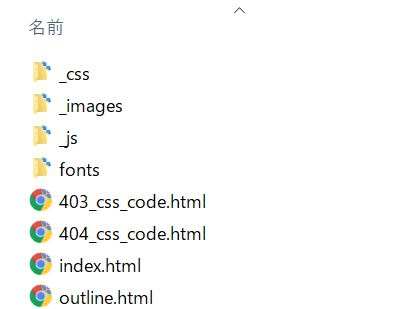 名前
_css
_images
_js
fonts
403_css_code.html
404_css_code.html
index.html
outline.html